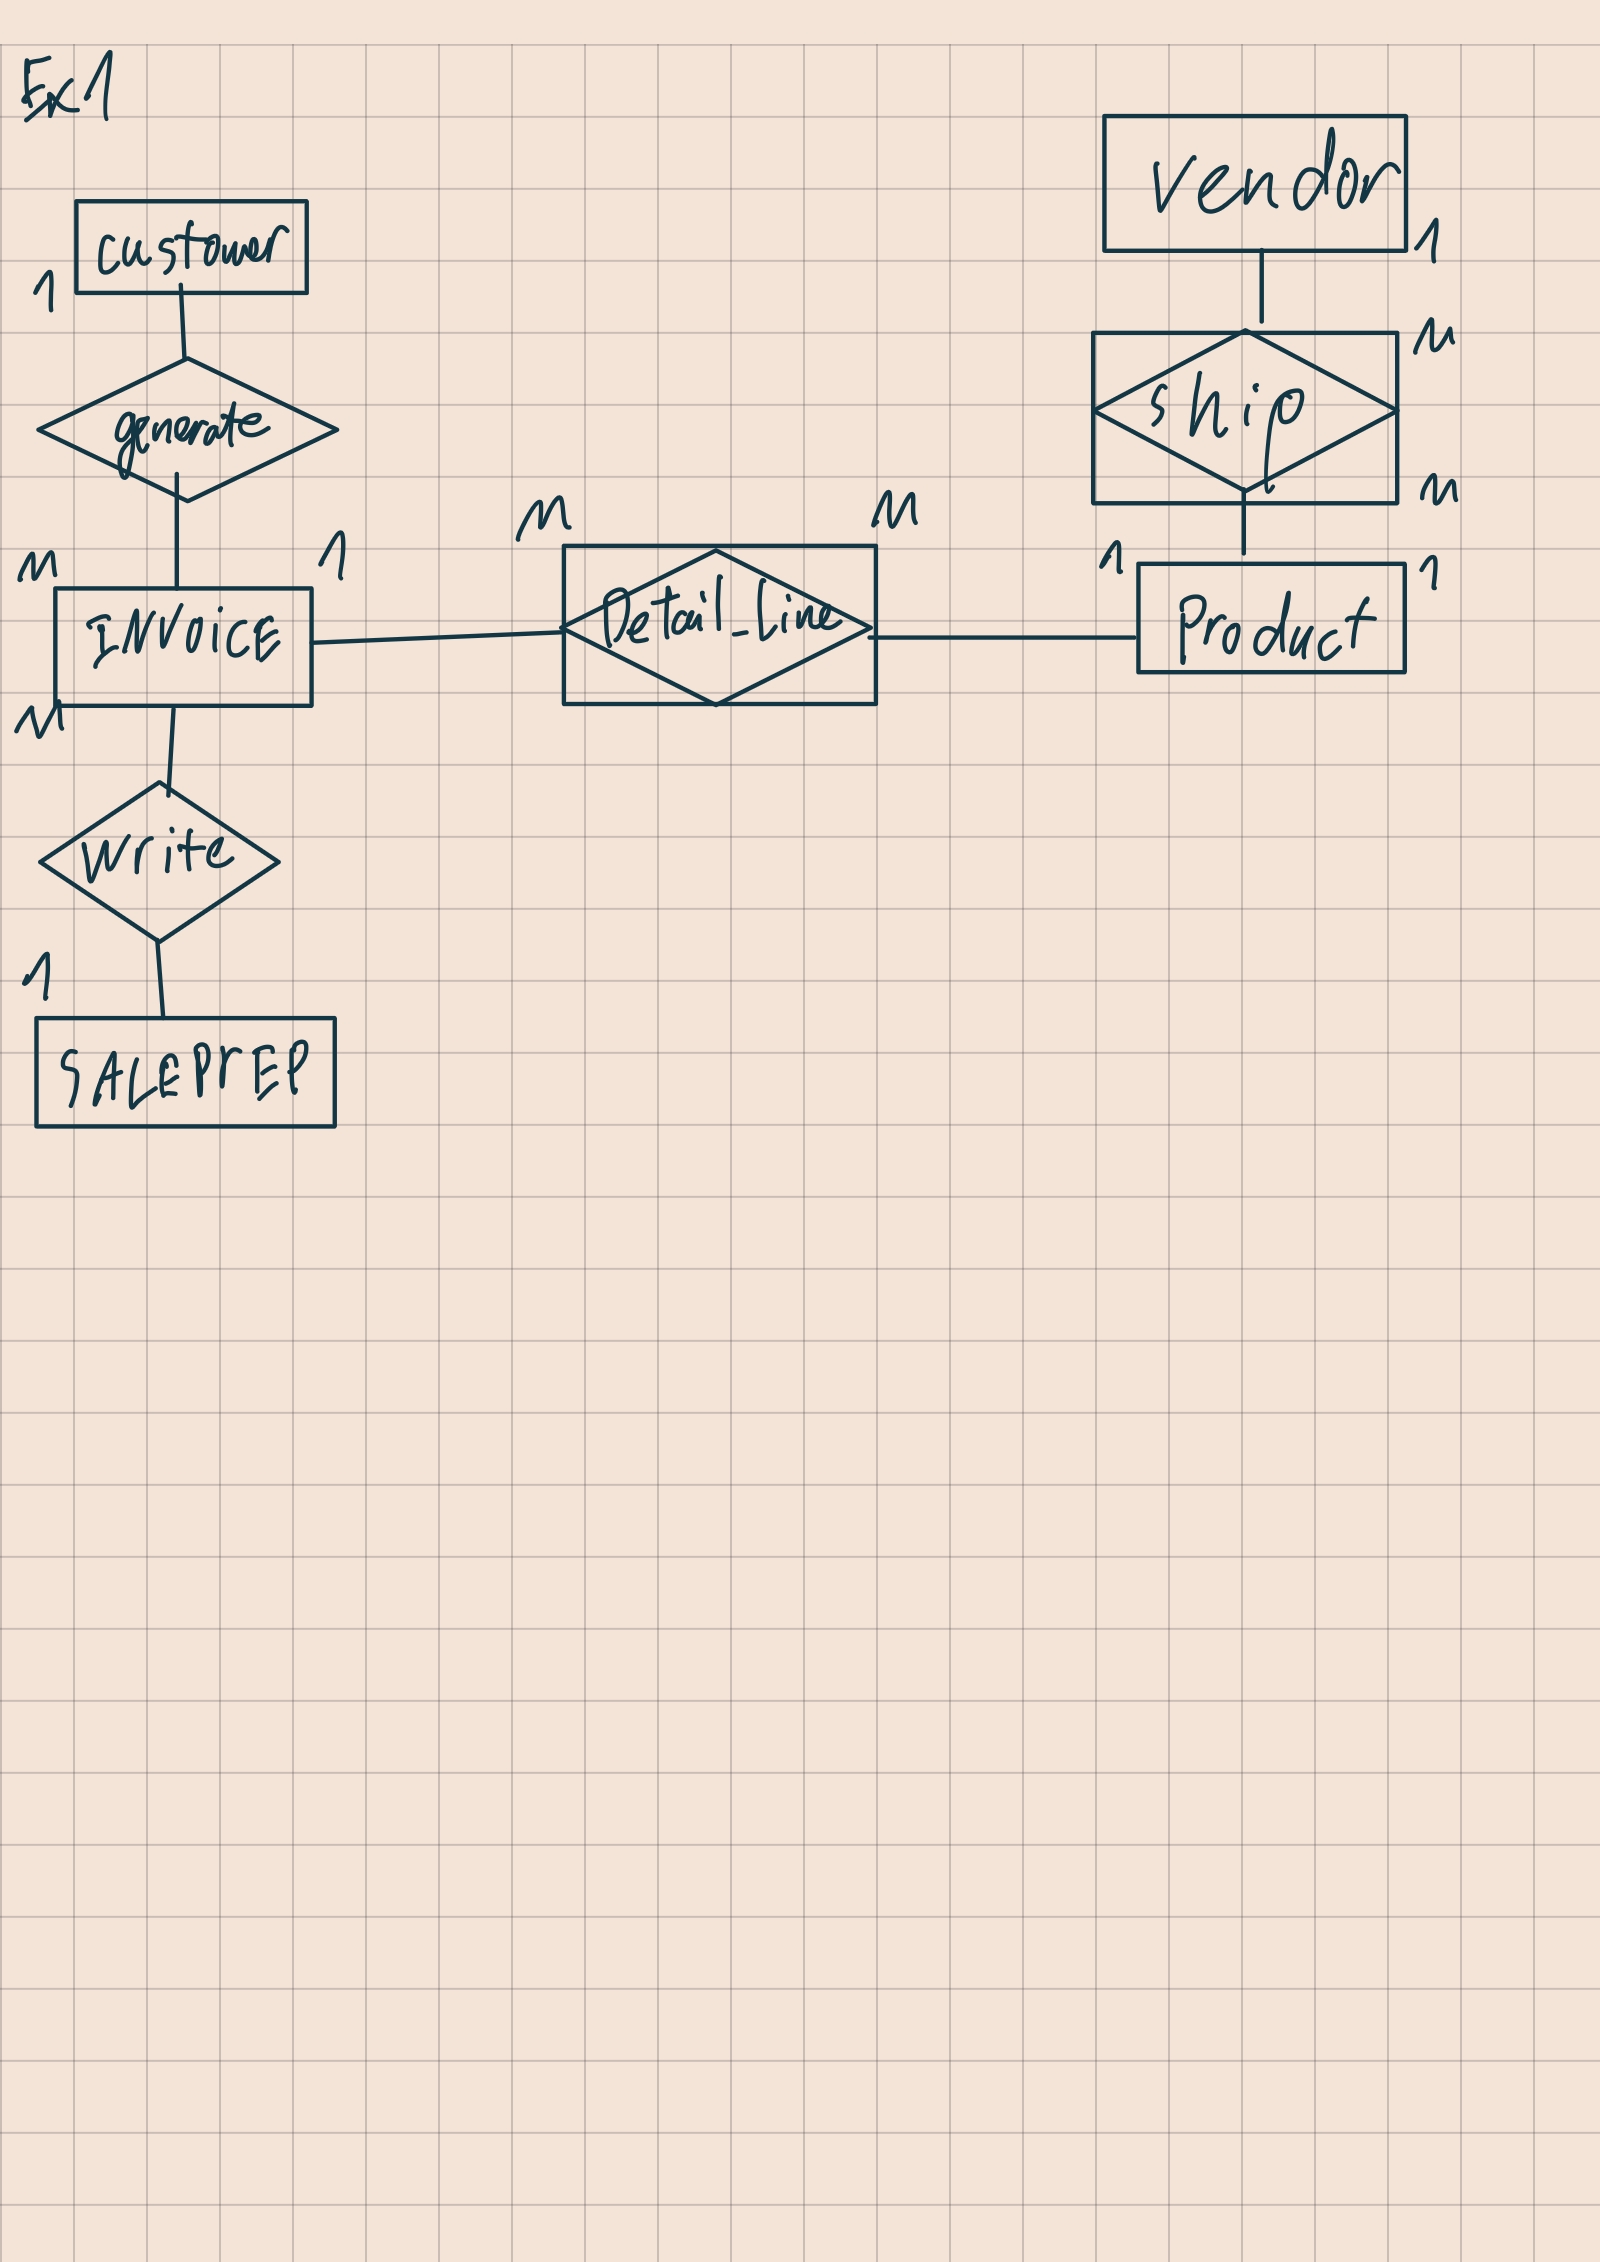 Ex1
vendor
customer
1
1
M
generate
ship
M
M
M
1
M
1
1
INVOiCE
Detail_Line
Product
M
write
1
SALEPrEP